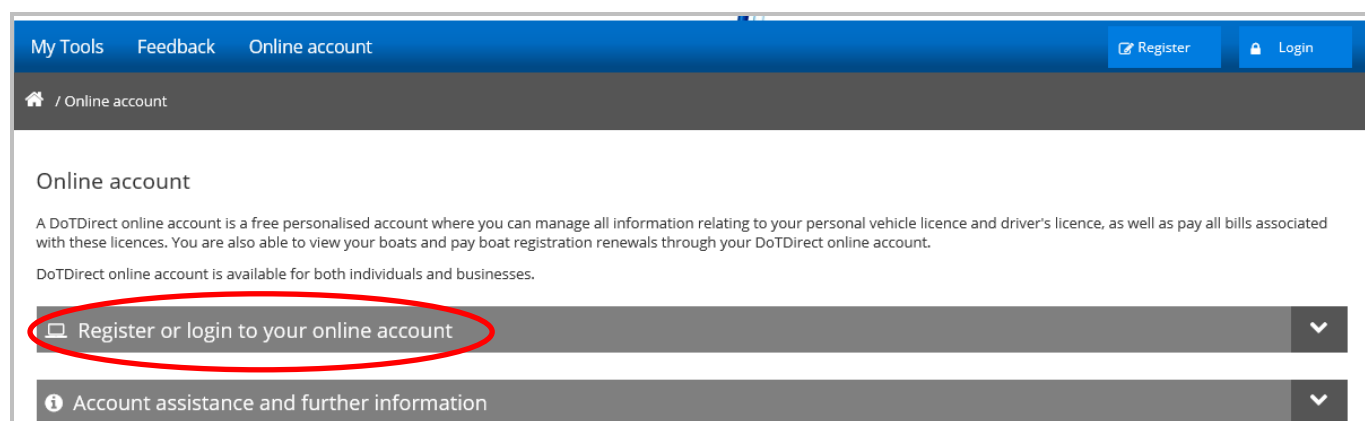 My Tools Feedback Online account Register Login
/ Online account
Online account
A DoTDirect online account is a free personalised account where you can manage all information relating to your personal vehicle licence and driver's licence, as well as pay all bills associated
with these licences. You are also able to view your boats and pay boat registration renewals through your DoTDirect online account.
DoTDirect online account is available for both individuals and businesses.
Register or login to your online account
Account assistance and further information